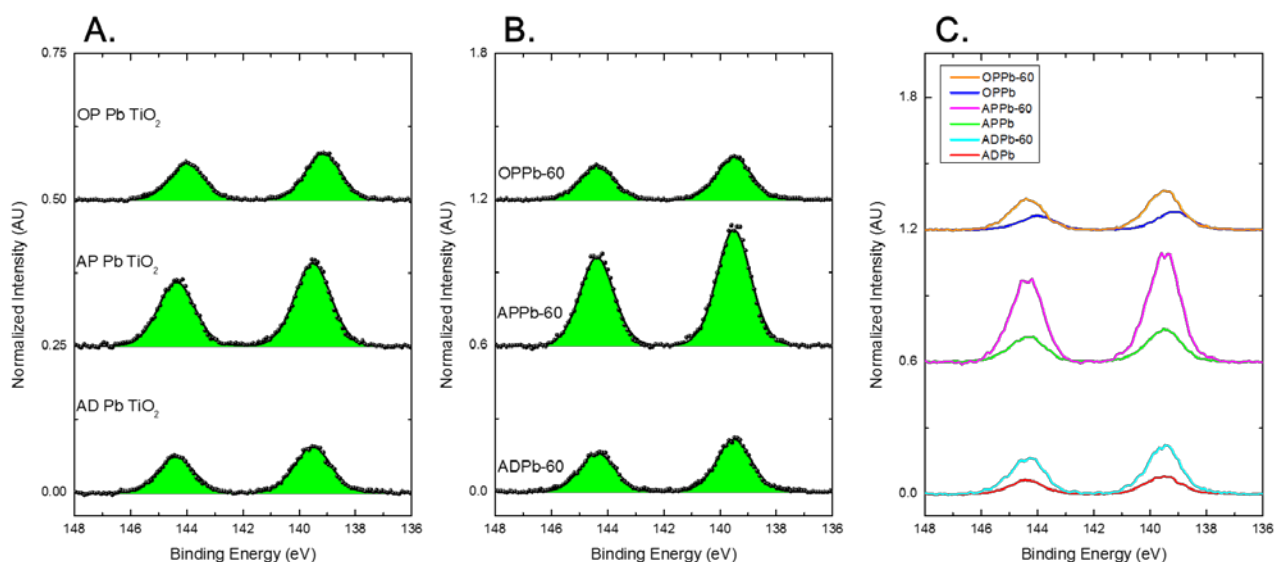 A.
Normalized Intensity (AU)
0.75
0.50
0.25
0.00
OP Pb TiO₂
AP Pb TiO₂
AD Pb TiO₂
148 146 144 142 140 138 136
Binding Energy (eV)
B.
Normalized Intensity (AU)
1.8
1.2
0.6
0.0
OPPb-60
APPb-60
ADPb-60
148 146 144 142 140 138 136
Binding Energy (eV)
C.
Normalized Intensity (AU)
1.8
1.2
0.6
0.0
OPPb-60
OPPb
APPb-60
APPb
ADPb-60
ADPb
148 146 144 142 140 138 136
Binding Energy (eV)